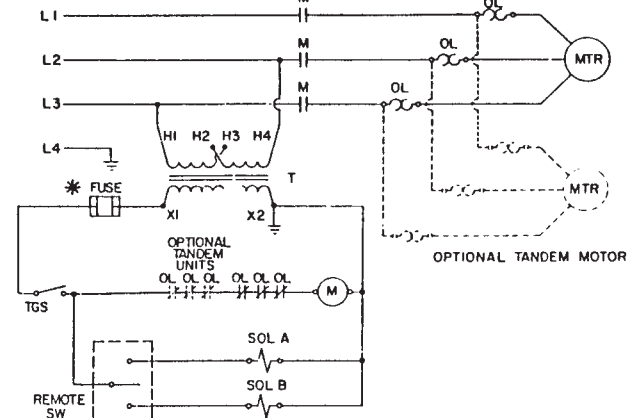 M
OL
L1
M
OL
L2
MTR
M
OL
L3
H1 H2 H3 H4
L4
T
* FUSE
MTR
X1 X2
OPTIONAL
TANDEM
UNITS
OPTIONAL TANDEM MOTOR
OL OL OL OL OL OL
M
TGS
SOL A
SOL B
REMOTE
SW